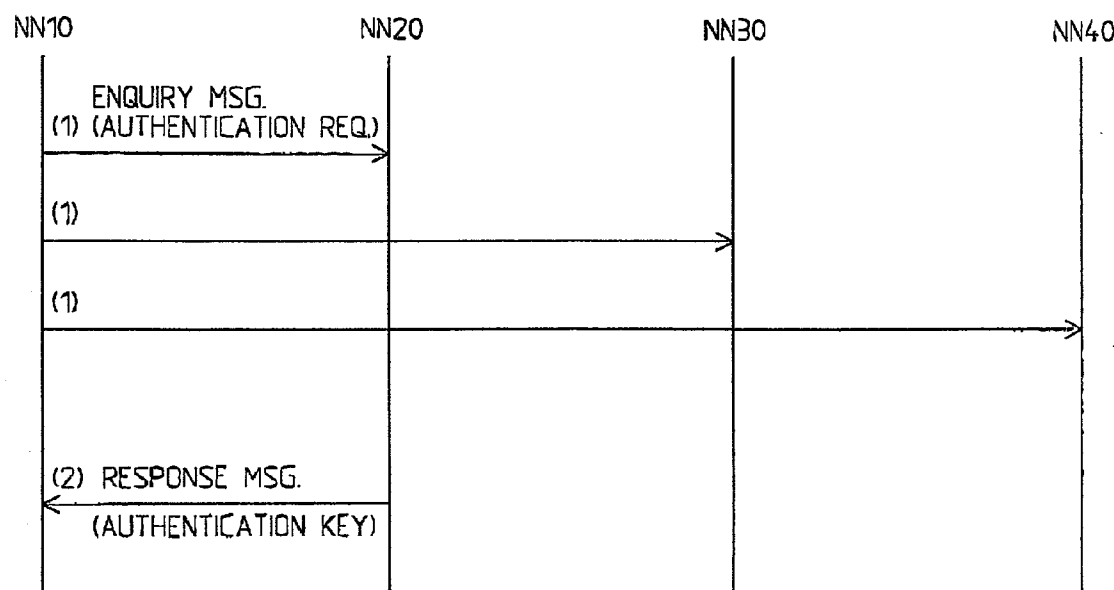 NN10 NN20 NN30 NN40
ENQUIRY MSG.
(1) (AUTHENTICATION REQ.)
(1)
(1)
(2) RESPONSE MSG.
(AUTHENTICATION KEY)